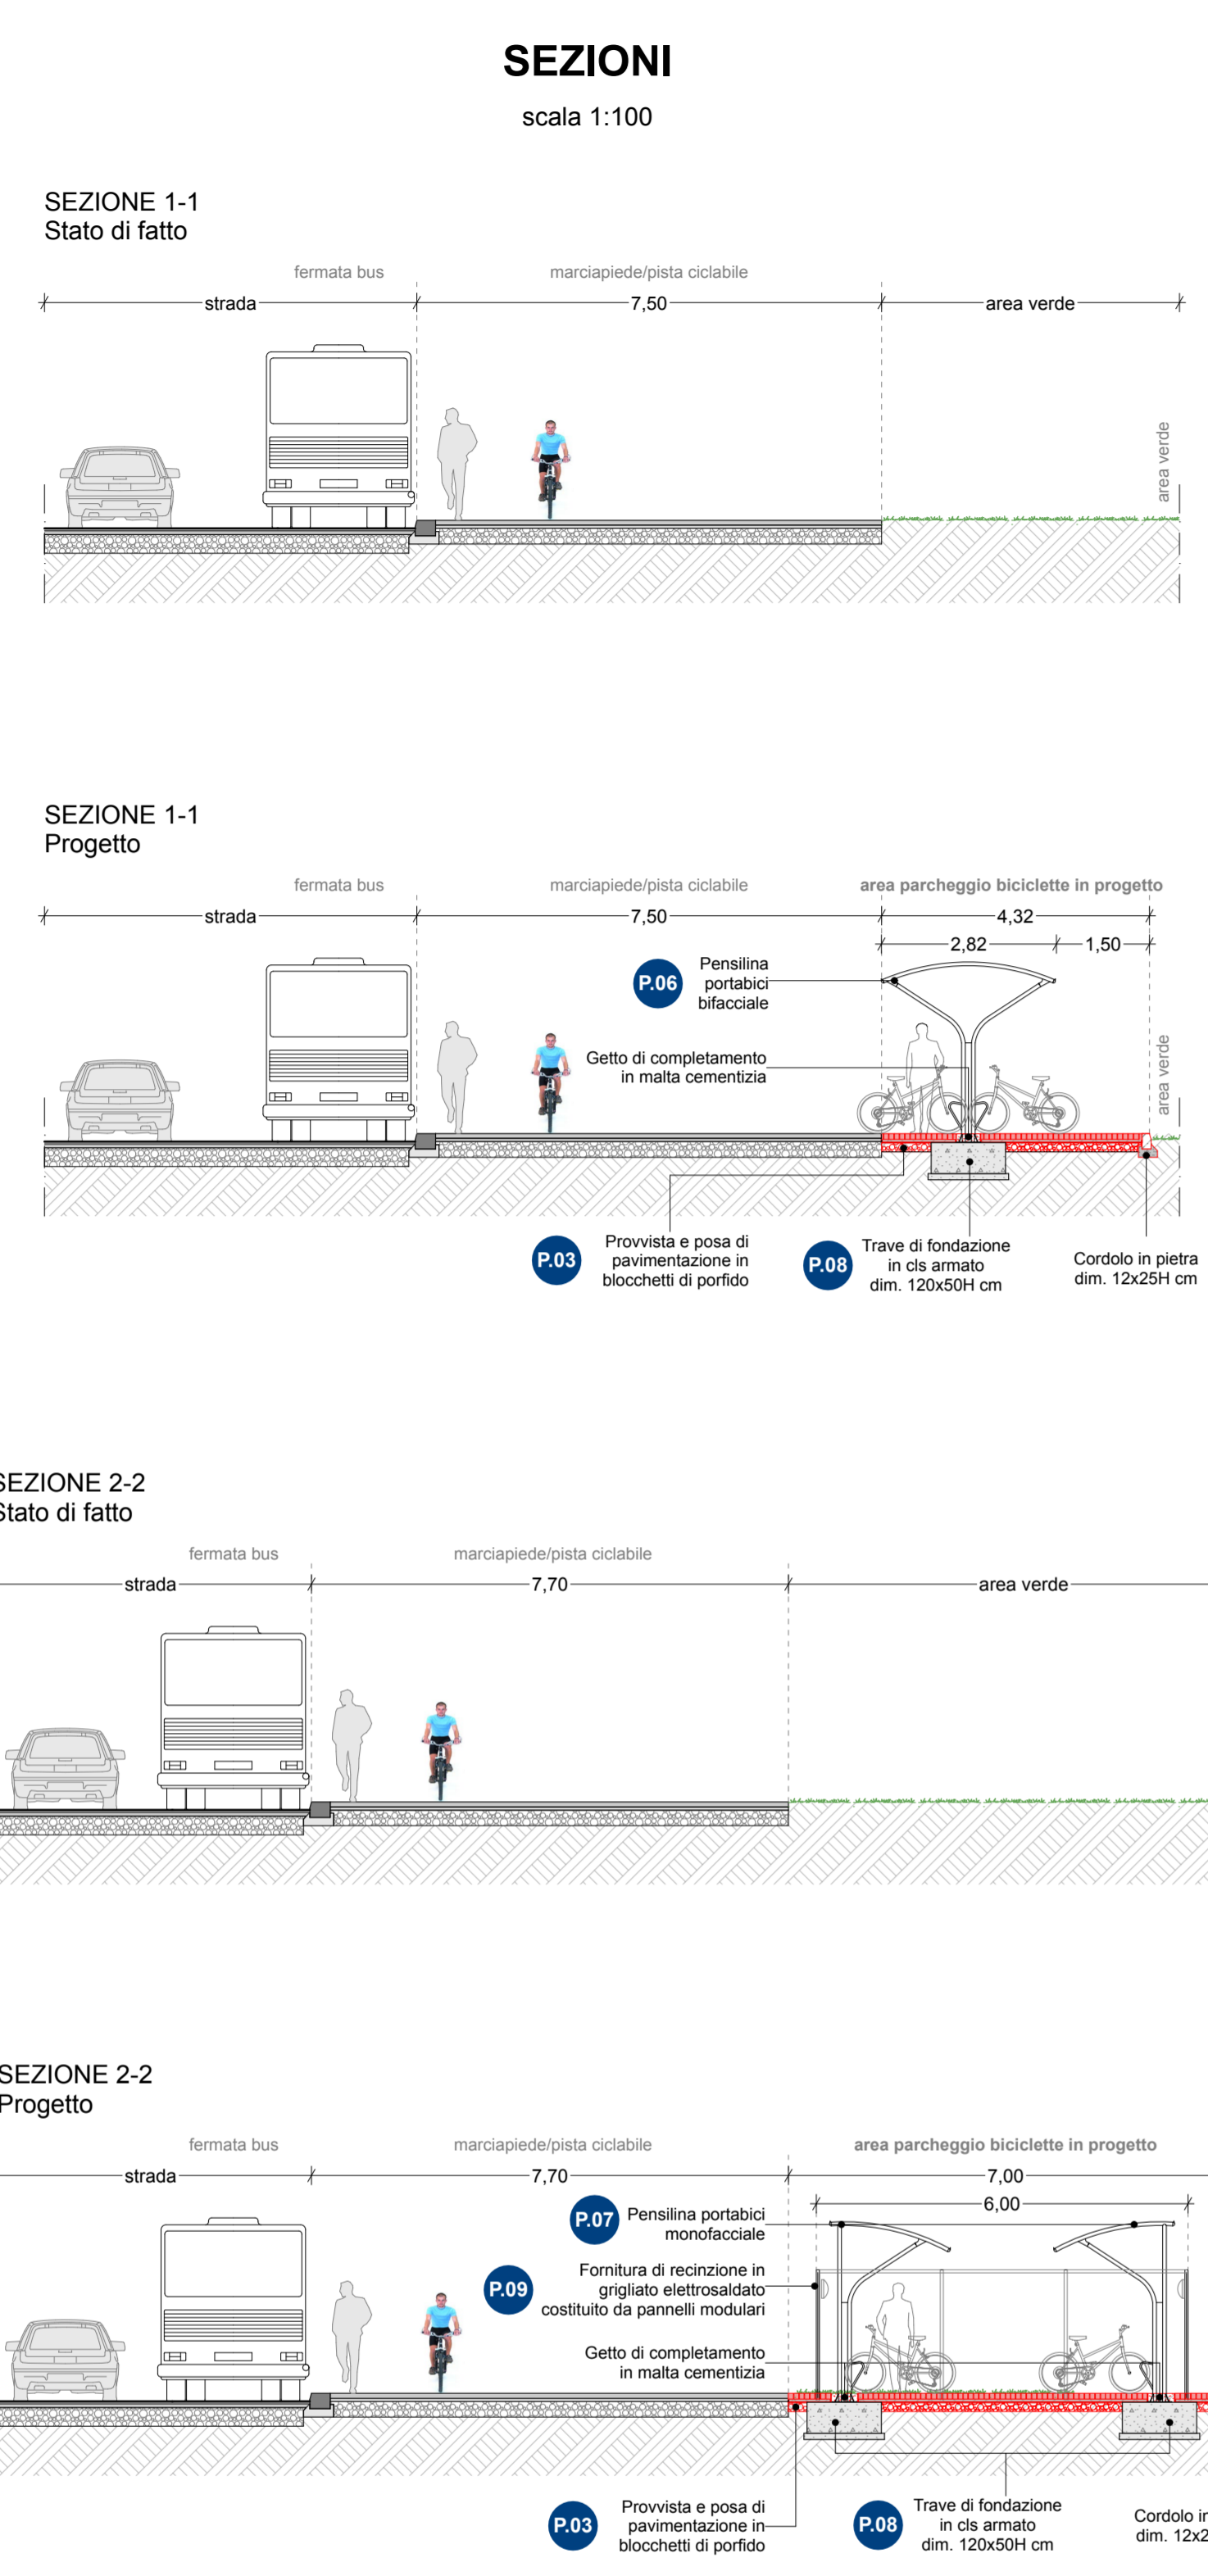 SEZIONI
scala 1:100
SEZIONE 1-1
Stato di fatto
fermata bus
marciapiede/pista ciclabile
strada
7,50
area verde
area verde
SEZIONE 1-1
Progetto
fermata bus
marciapiede/pista ciclabile
area parcheggio biciclette in progetto
strada
7,50
4,32
2,82
1,50
P.06
Pensilina
portabici
bifacciale
Getto di completamento
in malta cementizia
area verde
P.03
Provvista e posa di
pavimentazione in
blocchetti di porfido
P.08
Trave di fondazione
in cls armato
dim. 120x50H cm
Cordolo in pietra
dim. 12x25H cm
SEZIONE 2-2
Stato di fatto
fermata bus
marciapiede/pista ciclabile
strada
7,70
area verde
SEZIONE 2-2
Progetto
fermata bus
marciapiede/pista ciclabile
area parcheggio biciclette in progetto
strada
7,70
7,00
6,00
P.07
Pensilina portabici
monofacciale
P.09
Fornitura di recinzione in
grigliato elettrosaldato
costituito da pannelli modulari
Getto di completamento
in malta cementizia
P.03
Provvista e posa di
pavimentazione in
blocchetti di porfido
P.08
Trave di fondazione
in cls armato
dim. 120x50H cm
Cordolo in
dim. 12x2